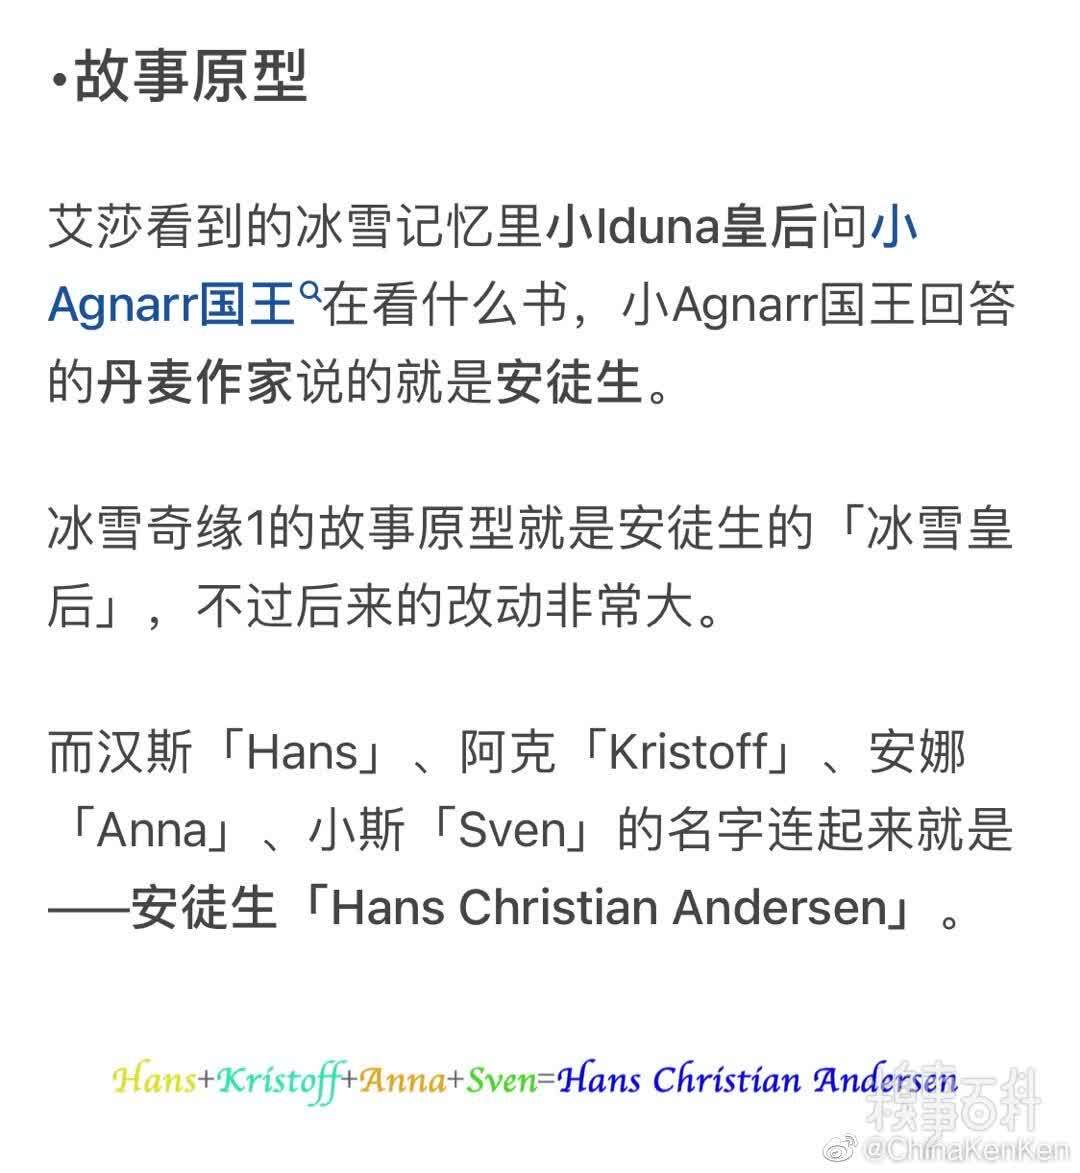 •故事原型
艾莎看到的冰雪记忆里小Iduna皇后问小
Agnarr国王在看什么书，小Agnarr国王回答
的丹麦作家说的就是安徒生。
冰雪奇缘1的故事原型就是安徒生的「冰雪皇
后」，不过后来的改动非常大。
而汉斯「Hans」、阿克「Kristoff」、安娜
「Anna」、小斯「Sven」的名字连起来就是
——安徒生「Hans Christian Andersen」。
Hans+Kristoff+Anna+Sven=Hans Christian Andersen
糗事百科
@ChinaKenKen